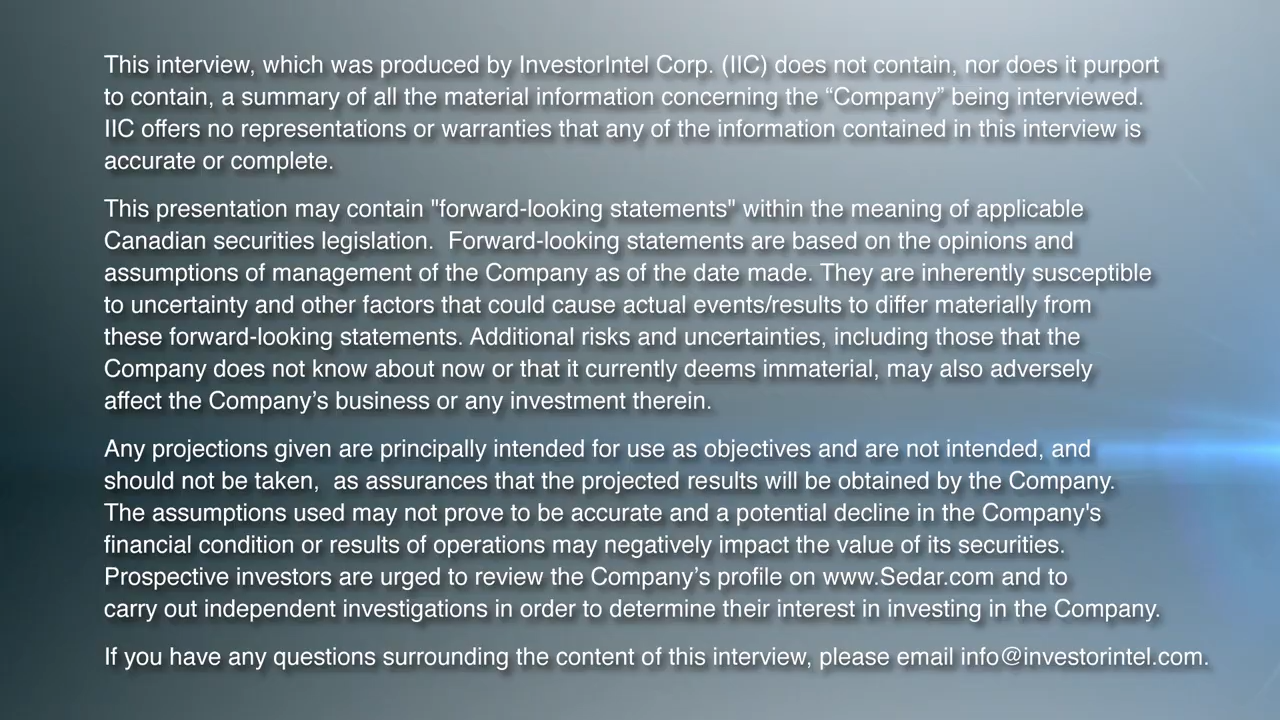 This interview, which was produced by InvestorIntel Corp. (IIC) does not contain, nor does it purport
to contain, a summary of all the material information concerning the “Company” being interviewed.
IIC offers no representations or warranties that any of the information contained in this interview is
accurate or complete.
This presentation may contain "forward-looking statements" within the meaning of applicable
Canadian securities legislation.  Forward-looking statements are based on the opinions and
assumptions of management of the Company as of the date made. They are inherently susceptible
to uncertainty and other factors that could cause actual events/results to differ materially from
these forward-looking statements. Additional risks and uncertainties, including those that the
Company does not know about now or that it currently deems immaterial, may also adversely
affect the Company’s business or any investment therein.
Any projections given are principally intended for use as objectives and are not intended, and
should not be taken,  as assurances that the projected results will be obtained by the Company.
The assumptions used may not prove to be accurate and a potential decline in the Company's
financial condition or results of operations may negatively impact the value of its securities.
Prospective investors are urged to review the Company’s profile on www.Sedar.com and to
carry out independent investigations in order to determine their interest in investing in the Company.
If you have any questions surrounding the content of this interview, please email info@investorintel.com.